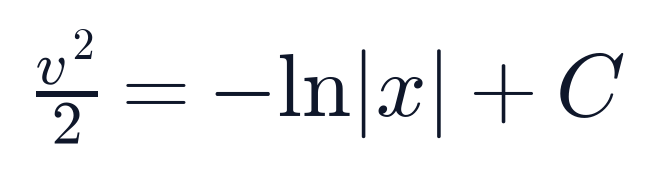 v²/2 = −ln|x| + C